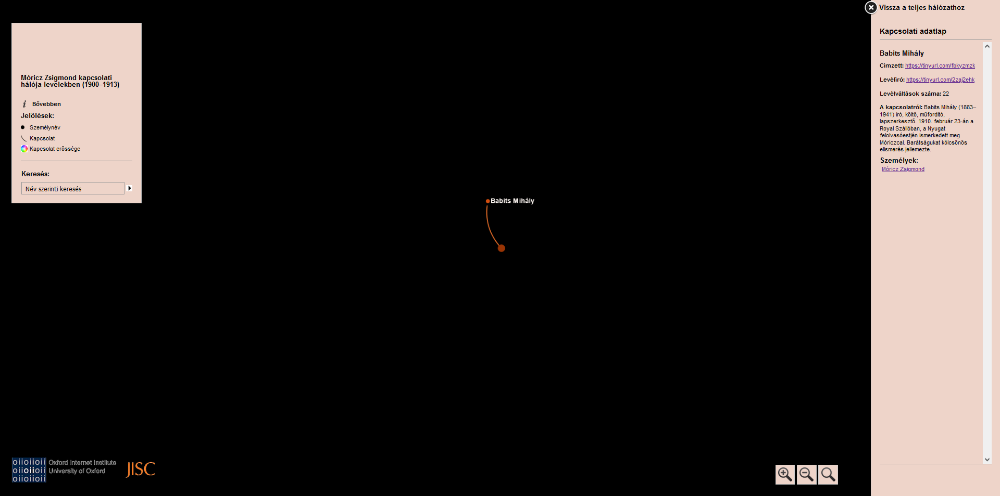 Móricz Zsigmond kapcsolati
hálója levelekben (1900–1913)
i Bővebben
Jelölések:
Személynév
Kapcsolat
Kapcsolat erőssége
Keresés:
Név szerinti keresés
Babits Mihály
oiioiioii
oiioiioii
oiioiioii
Oxford Internet Institute
University of Oxford
JISC
Vissza a teljes hálózathoz
Kapcsolati adatlap
Babits Mihály
Címzett: https://tinyurl.com/fbkyzmzk
Levélíró: https://tinyurl.com/2zaj2ehk
Levélváltások száma: 22
A kapcsolatról: Babits Mihály (1883–
1941) író, költő, műfordító,
lapszerkesztő. 1910. február 23-án a
Royal Szállóban, a Nyugat
felolvasóestjén ismerkedett meg
Móriczcal. Barátságukat kölcsönös
elismerés jellemezte.
Személyek:
Móricz Zsigmond